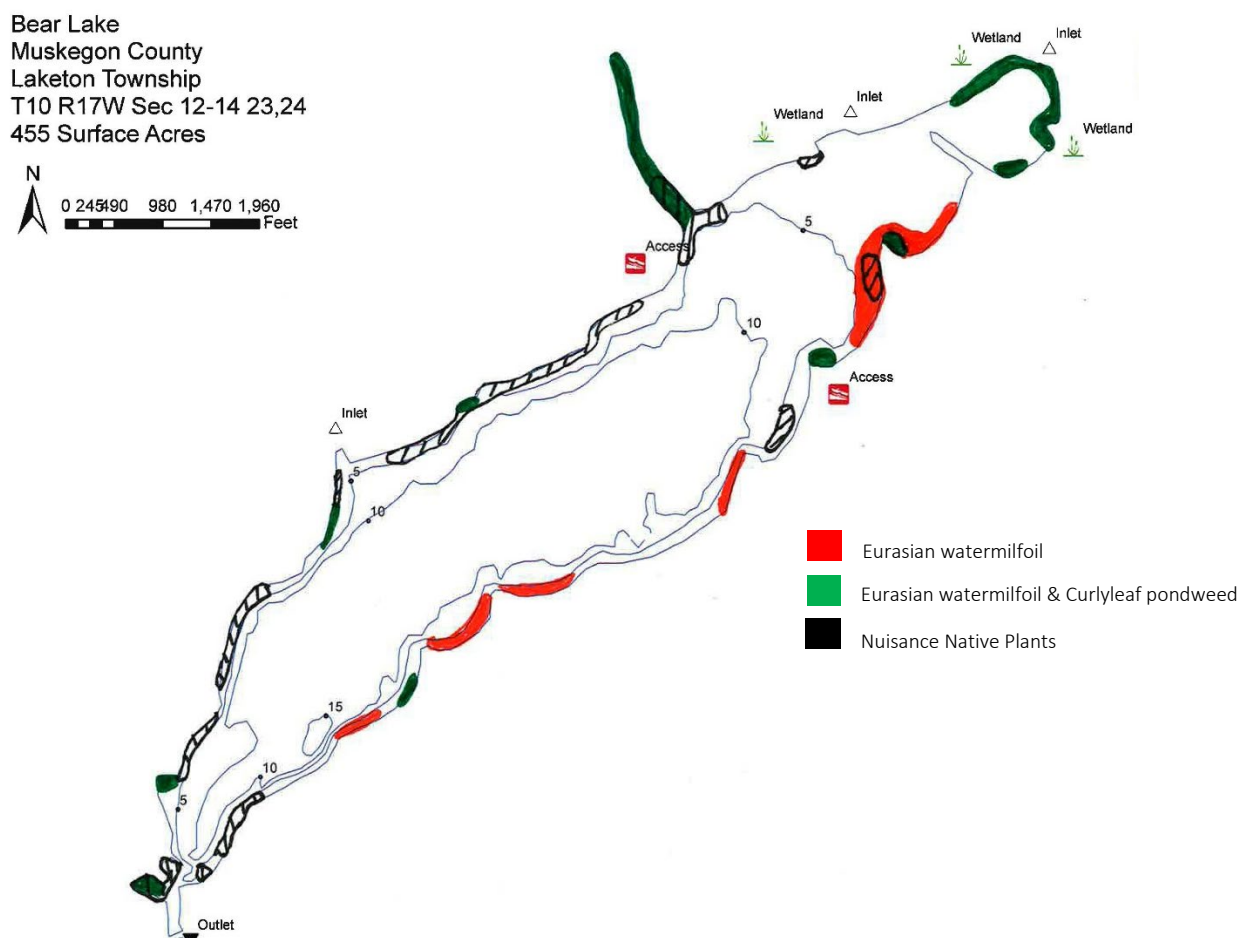 Bear Lake
Muskegon County
Laketon Township
T10 R17W Sec 12-14 23,24
455 Surface Acres
N
0 245490 980 1,470 1,960
Feet
Wetland
Inlet
Inlet
Wetland
Wetland
5
Access
10
Access
Inlet
5
10
Eurasian watermilfoil
Eurasian watermilfoil & Curlyleaf pondweed
Nuisance Native Plants
15
10
5
Outlet